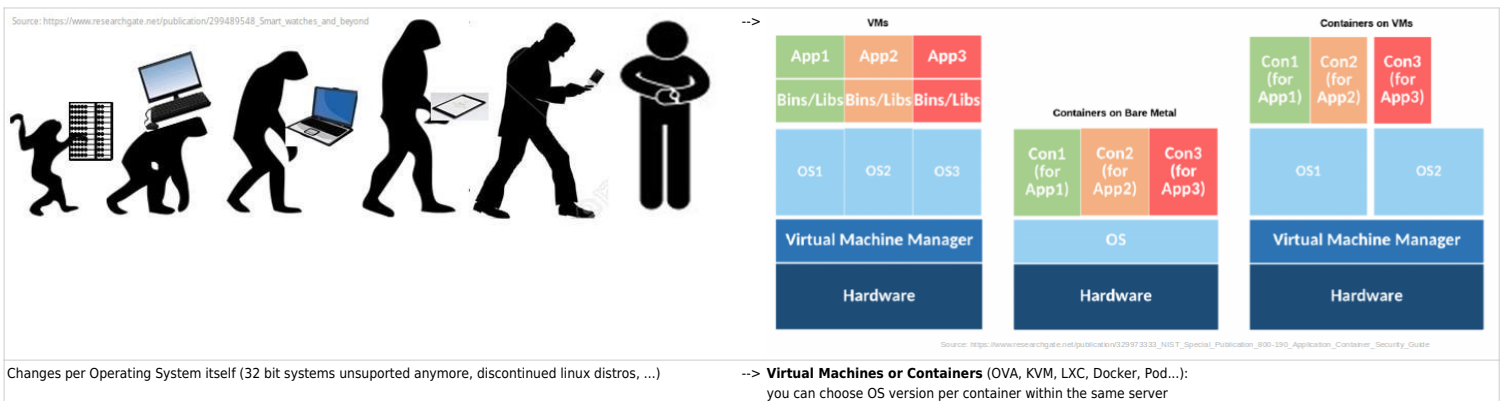 Source: https://www.researchgate.net/publication/299489548_Smart_watches_and_beyond
-->
VMs
App1 App2 App3
Bins/Libs Bins/Libs Bins/Libs
OS1 OS2 OS3
Virtual Machine Manager
Hardware
Containers on Bare Metal
Con1 (for App1)
Con2 (for App2)
Con3 (for App3)
OS
Hardware
Containers on VMs
Con1 (for App1)
Con2 (for App2)
Con3 (for App3)
OS1 OS2
Virtual Machine Manager
Hardware
Source: https://www.researchgate.net/publication/329973333_NIST_Special_Publication_800-190_Application_Container_Security_Guide
Changes per Operating System itself (32 bit systems unsuported anymore, discontinued linux distros, ...)
--> Virtual Machines or Containers (OVA, KVM, LXC, Docker, Pod...):
you can choose OS version per container within the same server